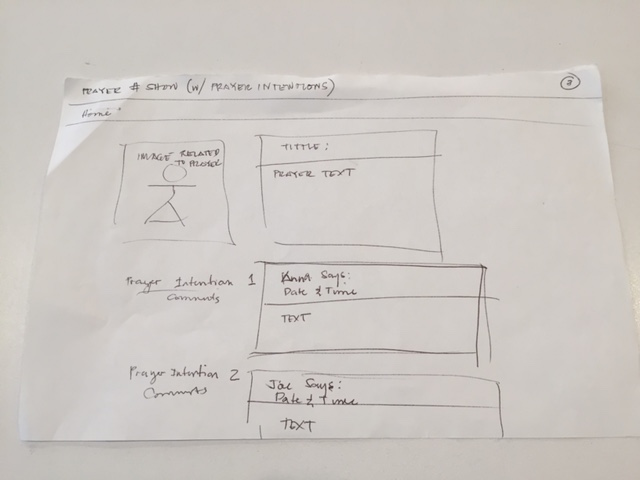 PRAYER # SHOW (W/ PRAYER INTENTIONS)
a
Home
IMAGE RELATED
TO PRAYER
TITTLE:
PRAYER TEXT
Prayer Intention 1
Comments
Anna Says:
Date & Time
TEXT
Prayer Intention 2
Comments
Joe Says:
Date & Time
TEXT